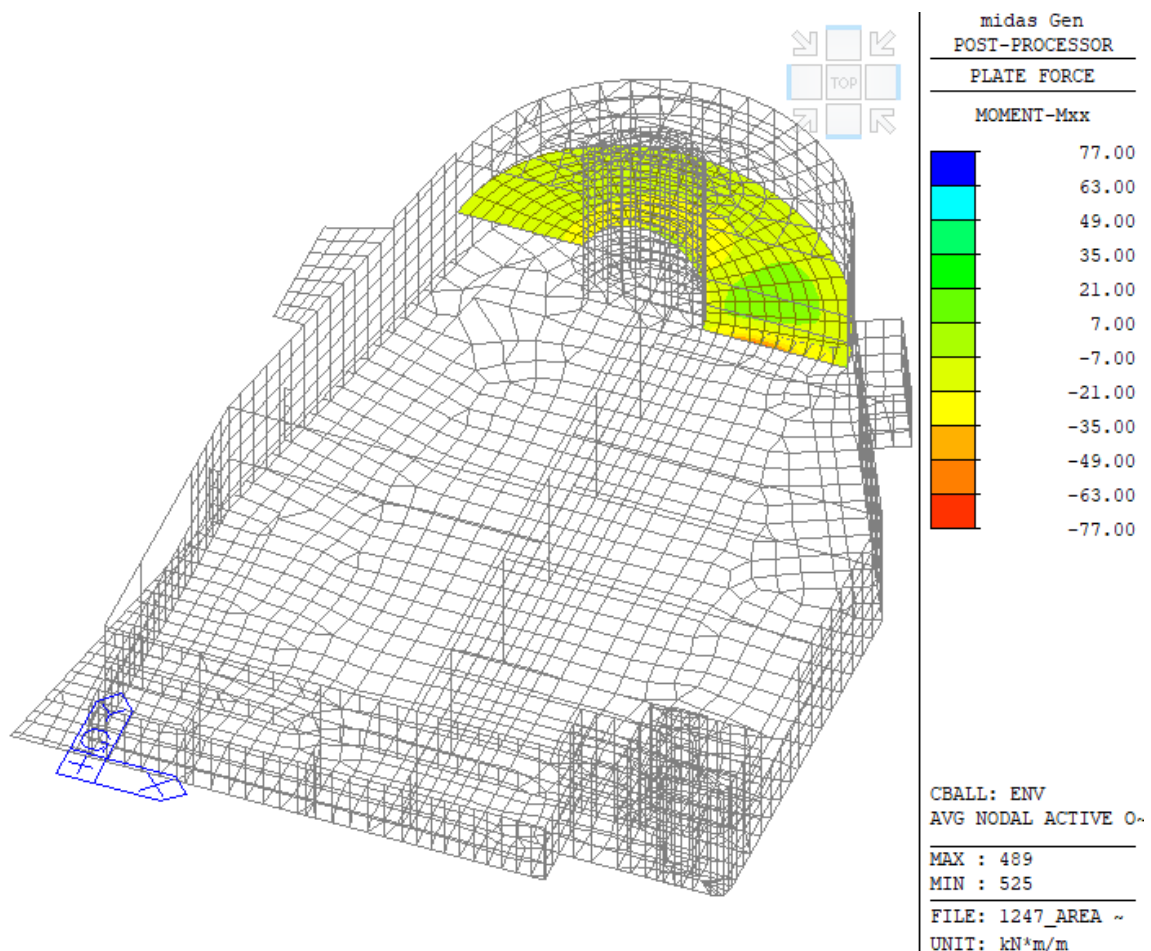 midas Gen
POST-PROCESSOR
PLATE FORCE
MOMENT-Mxx
77.00
63.00
49.00
35.00
21.00
7.00
-7.00
-21.00
-35.00
-49.00
-63.00
-77.00
TOP
CBALL: ENV
AVG NODAL ACTIVE O~
MAX : 489
MIN : 525
FILE: 1247_AREA ~
UNIT: kN*m/m